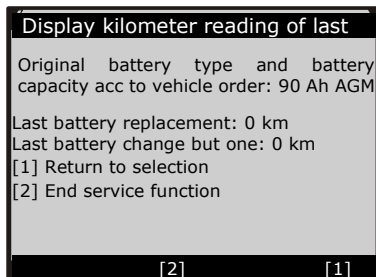 Display kilometer reading of last
Original battery type and battery
capacity acc to vehicle order: 90 Ah AGM
Last battery replacement: 0 km
Last battery change but one: 0 km
[1] Return to selection
[2] End service function
[2] [1]